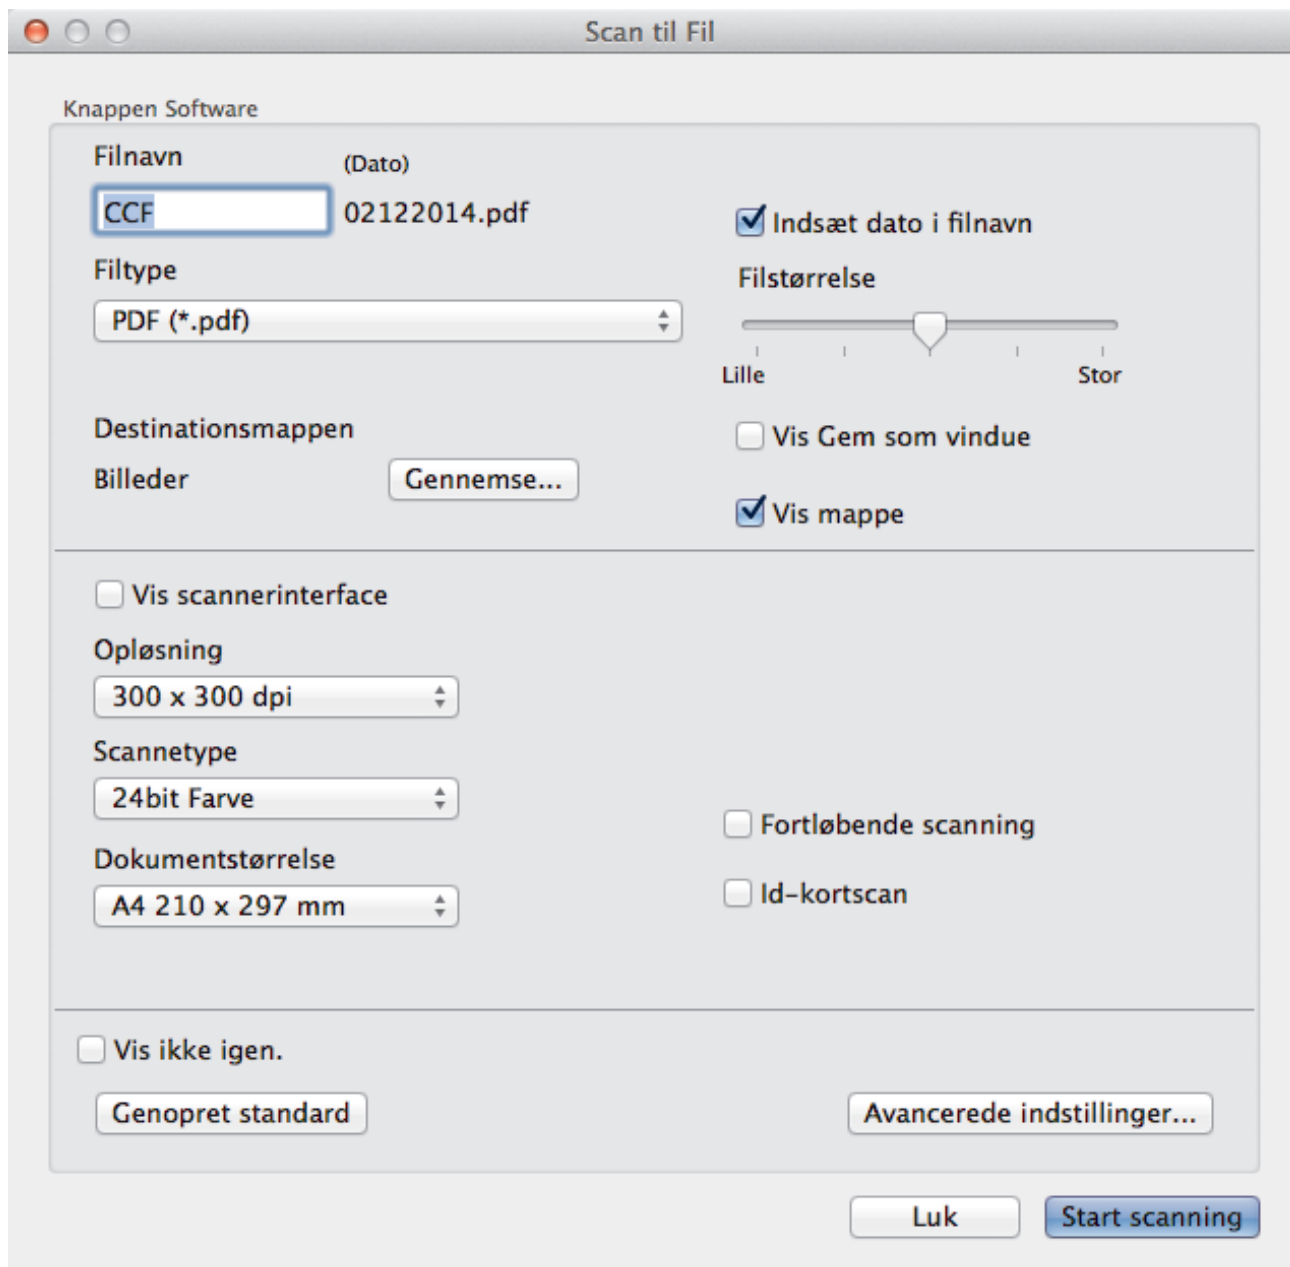 Scan til Fil
Knappen Software
Filnavn
(Dato)
CCF
02122014.pdf
Indsæt dato i filnavn
Filtype
Filstørrelse
PDF (*.pdf)
Lille
Stor
Destinationsmappen
Vis Gem som vindue
Billeder
Gennemse...
Vis mappe
Vis scannerinterface
Opløsning
300 x 300 dpi
Scannetype
24bit Farve
Fortløbende scanning
Dokumentstørrelse
A4 210 x 297 mm
Id-kortscan
Vis ikke igen.
Genopret standard
Avancerede indstillinger...
Luk
Start scanning